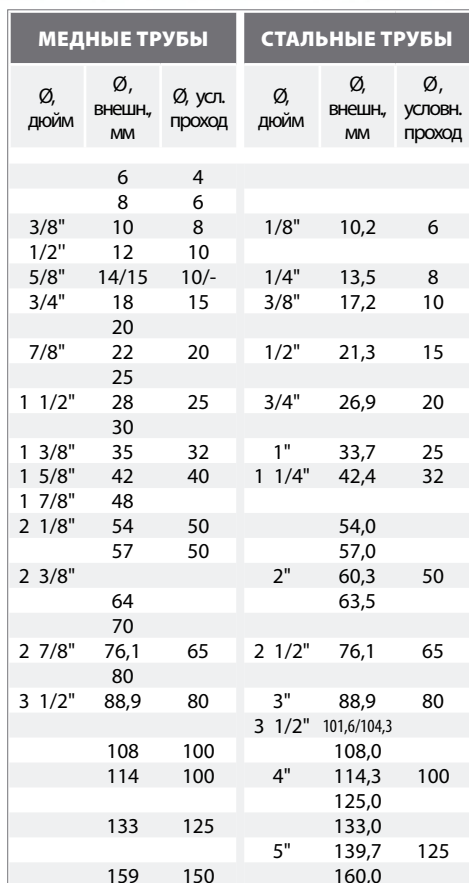 МЕДНЫЕ ТРУБЫ СТАЛЬНЫЕ ТРУБЫ
Ø, дюйм Ø, внешн., мм Ø, усл. проход Ø, дюйм Ø, внешн., мм Ø, условн. проход
6 4
8 6
3/8" 10 8 1/8" 10,2 6
1/2'' 12 10
5/8" 14/15 10/- 1/4" 13,5 8
3/4" 18 15 3/8" 17,2 10
20
7/8" 22 20 1/2" 21,3 15
25
1 1/2" 28 25 3/4" 26,9 20
30
1 3/8" 35 32 1" 33,7 25
1 5/8" 42 40 1 1/4" 42,4 32
1 7/8" 48
2 1/8" 54 50 54,0
57 50 57,0
2 3/8" 2" 60,3 50
64 63,5
70
2 7/8" 76,1 65 2 1/2" 76,1 65
80
3 1/2" 88,9 80 3" 88,9 80
3 1/2" 101,6/104,3
108 100 108,0
114 100 4" 114,3 100
125,0
133 125 133,0
5" 139,7 125
159 150 160,0